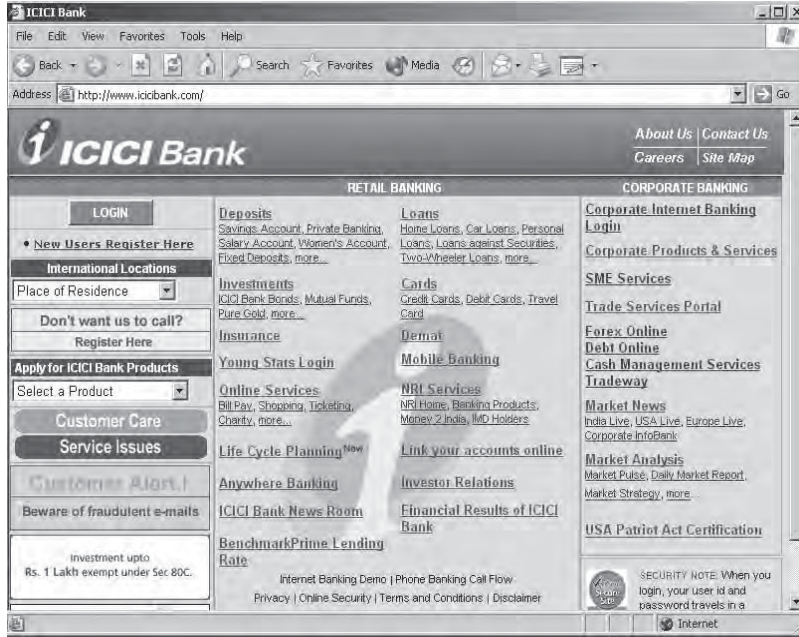 ICICI Bank
File Edit View Favorites Tools Help
Back Search Favorites Media
Address http://www.icicibank.com/ Go
i ICICI Bank
About Us | Contact Us
Careers | Site Map
RETAIL BANKING
CORPORATE BANKING
LOGIN
• New Users Register Here
International Locations
Place of Residence
Don't want us to call?
Register Here
Apply for ICICI Bank Products
Select a Product
Customer Care
Service Issues
Customer Alert !
Beware of fraudulent e-mails
Investment upto
Rs. 1 Lakh exempt under Sec 80C.
Deposits
Savings Account, Private Banking,
Salary Account, Women's Account,
Fixed Deposits, more...
Investments
ICICI Bank Bonds, Mutual Funds,
Pure Gold, more...
Insurance
Young Stars Login
Online Services
Bill Pay, Shopping, Ticketing,
Charity, more...
Life Cycle Planning New
Anywhere Banking
ICICI Bank News Room
BenchmarkPrime Lending
Rate
Loans
Home Loans, Car Loans, Personal
Loans, Loans against Securities,
Two-Wheeler Loans, more...
Cards
Credit Cards, Debit Cards, Travel
Card
Demat
Mobile Banking
NRI Services
NRI Home, Banking Products,
Money 2 India, IMD Holders
Link your accounts online
Investor Relations
Financial Results of ICICI
Bank
Internet Banking Demo | Phone Banking Call Flow
Privacy | Online Security | Terms and Conditions | Disclaimer
Corporate Internet Banking
Login
Corporate Products & Services
SME Services
Trade Services Portal
Forex Online
Debt Online
Cash Management Services
Tradeway
Market News
India Live, USA Live, Europe Live,
Corporate InfoBank
Market Analysis
Market Pulse, Daily Market Report,
Market Strategy, more...
USA Patriot Act Certification
SECURITY NOTE: When you
login, your user id and
password travels in a
Internet